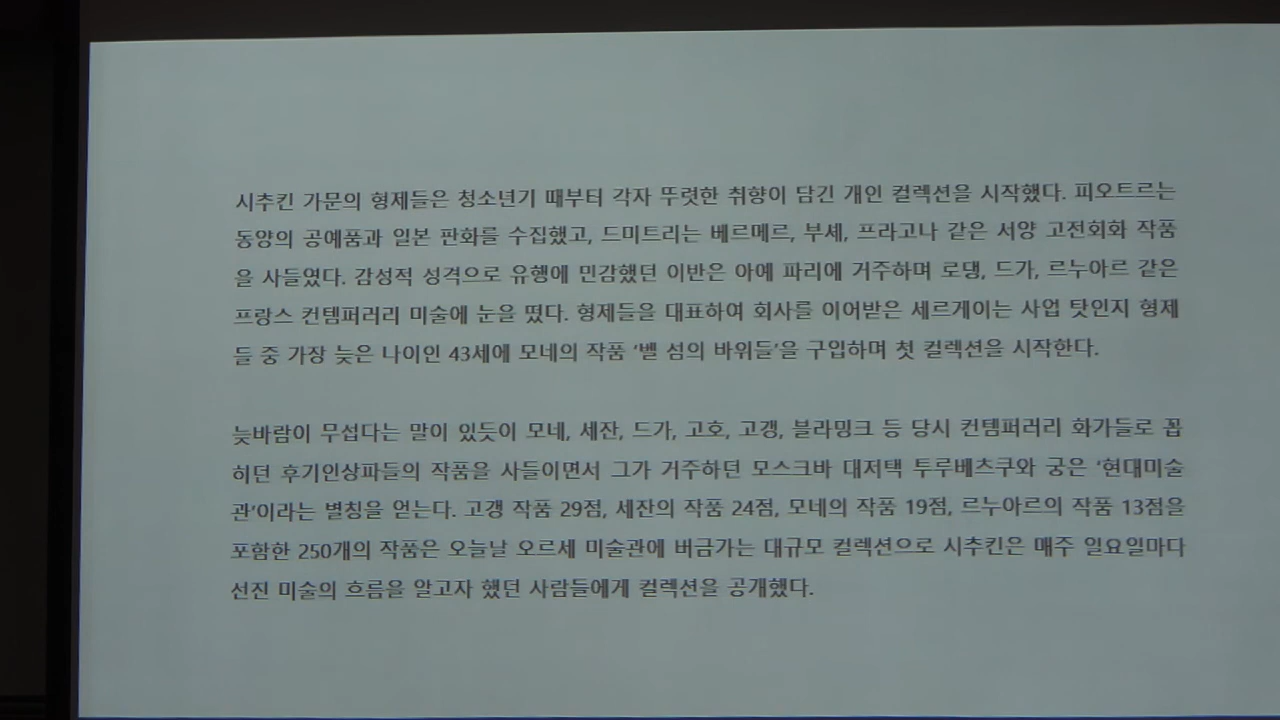 시추킨 가문의 형제들은 청소년기 때부터 각자 뚜렷한 취향이 담긴 개인 컬렉션을 시작했다. 피오트르는
동양의 공예품과 일본 판화를 수집했고, 드미트리는 베르메르, 부셰, 프라고나 같은 서양 고전회화 작품
을 사들였다. 감성적 성격으로 유행에 민감했던 이반은 아예 파리에 거주하며 로댕, 드가, 르누아르 같은
프랑스 컨템퍼러리 미술에 눈을 떴다. 형제들을 대표하여 회사를 이어받은 세르게이는 사업 탓인지 형제
들 중 가장 늦은 나이인 43세에 모네의 작품 ‘벨 섬의 바위들’을 구입하며 첫 컬렉션을 시작한다.
늦바람이 무섭다는 말이 있듯이 모네, 세잔, 드가, 고호, 고갱, 블라밍크 등 당시 컨템퍼러리 화가들로 꼽
히던 후기인상파들의 작품을 사들이면서 그가 거주하던 모스크바 대저택 투루베츠쿠와 궁은 ‘현대미술
관’이라는 별칭을 얻는다. 고갱 작품 29점, 세잔의 작품 24점, 모네의 작품 19점, 르누아르의 작품 13점을
포함한 250개의 작품은 오늘날 오르세 미술관에 버금가는 대규모 컬렉션으로 시추킨은 매주 일요일마다
선진 미술의 흐름을 알고자 했던 사람들에게 컬렉션을 공개했다.